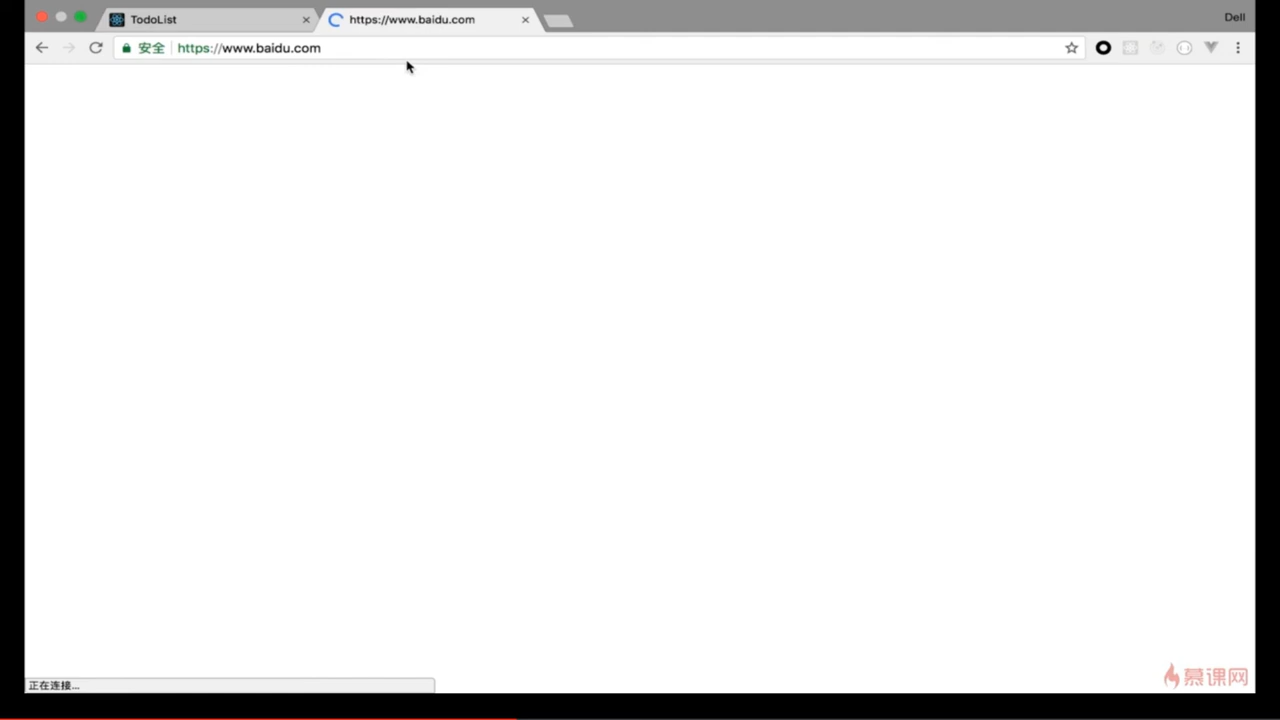 TodoList
https://www.baidu.com
Dell
安全
https://www.baidu.com
正在连接...
慕课网